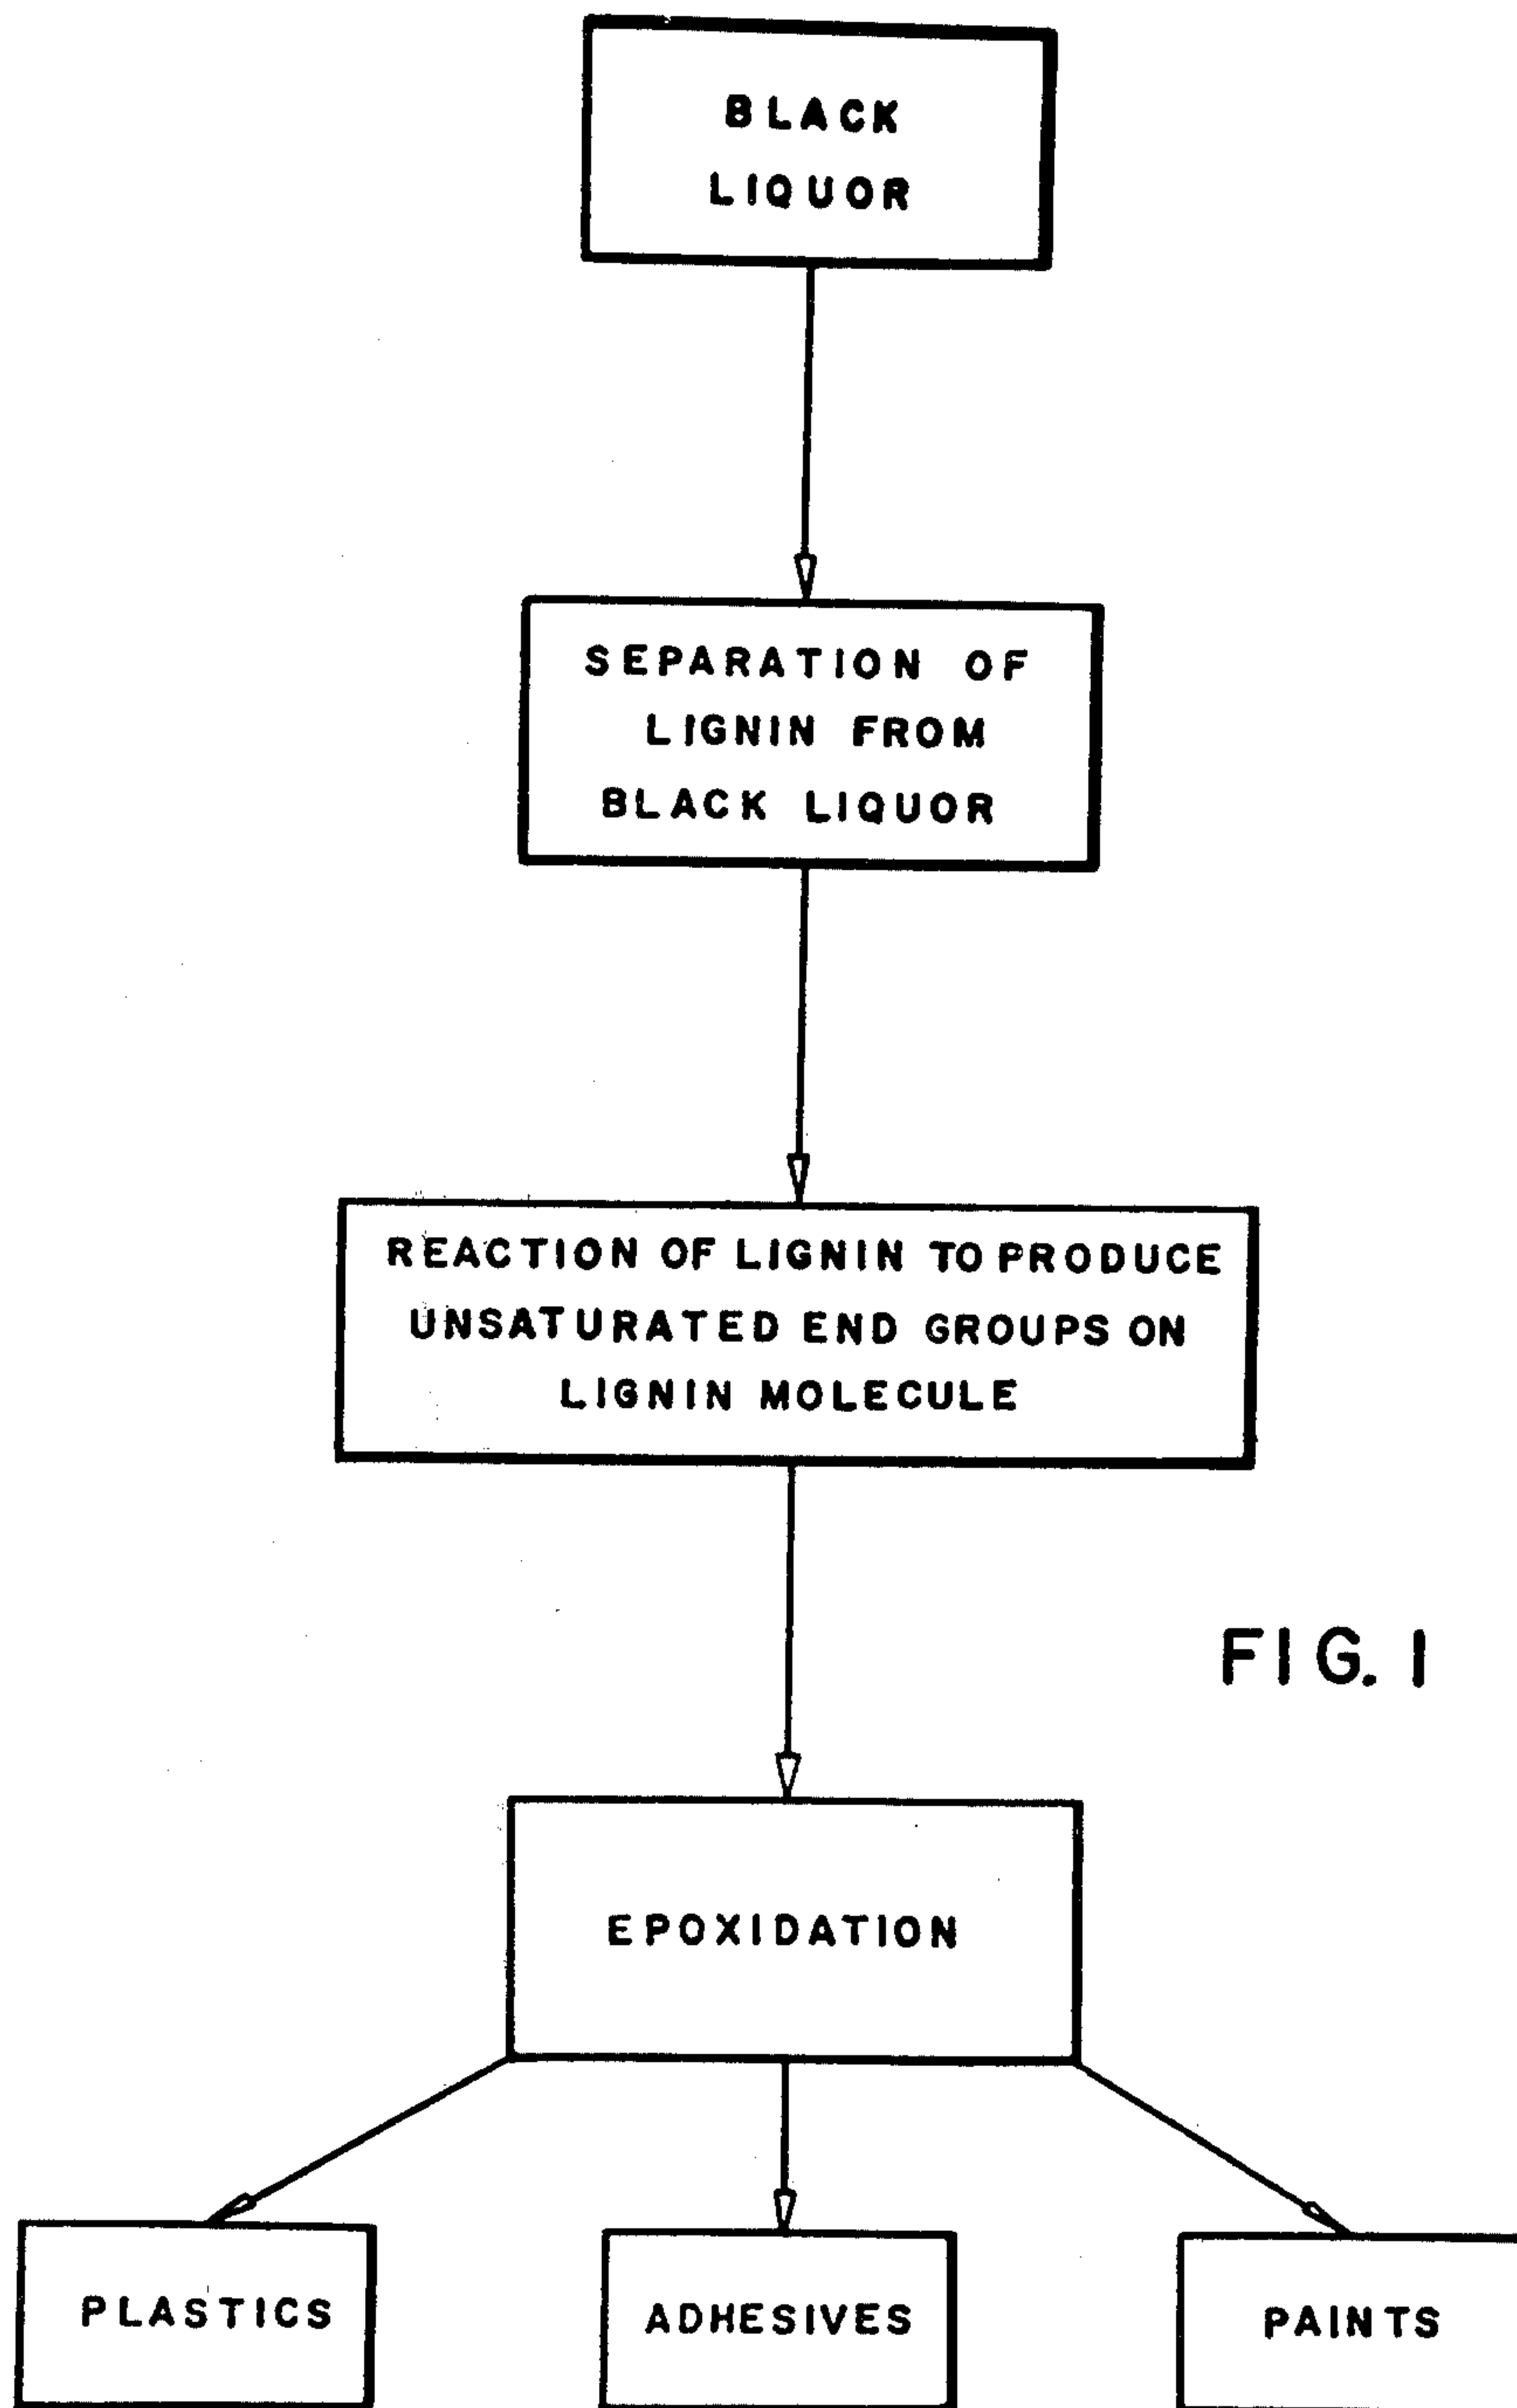 BLACK
LIQUOR
SEPARATION OF
LIGNIN FROM
BLACK LIQUOR
REACTION OF LIGNIN TO PRODUCE
UNSATURATED END GROUPS ON
LIGNIN MOLECULE
FIG. 1
EPOXIDATION
PLASTICS
ADHESIVES
PAINTS